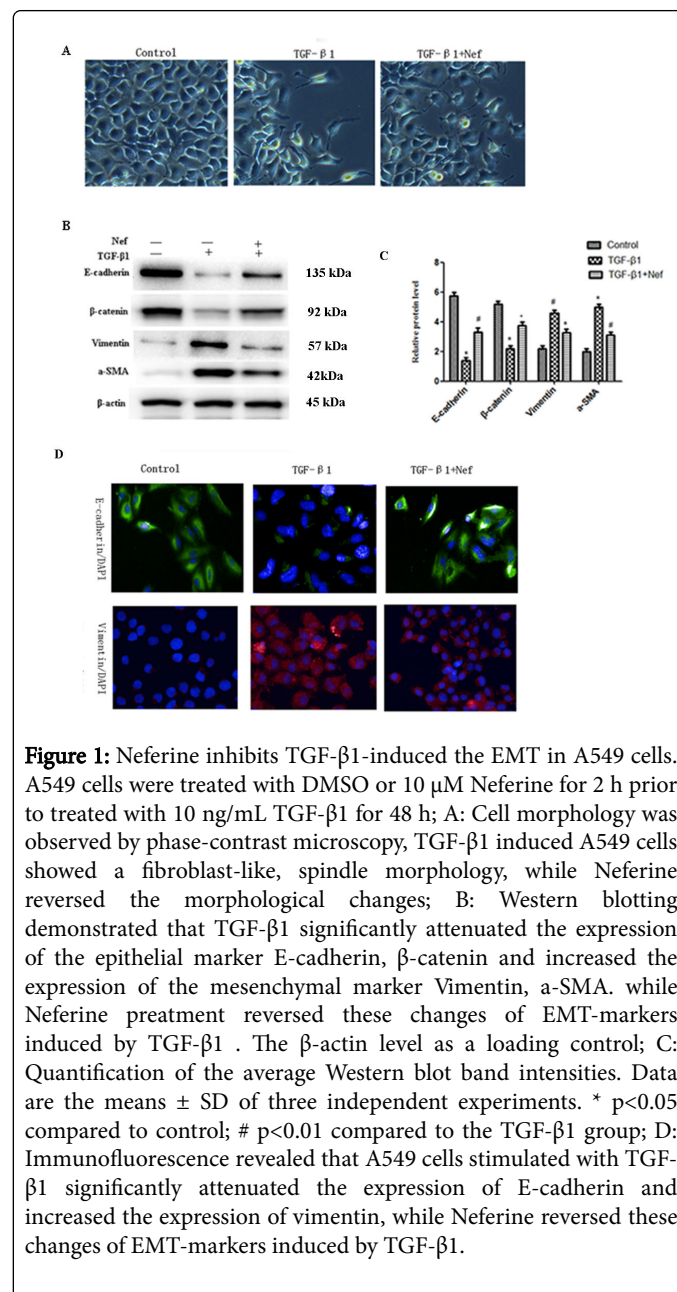 A
Control
TGF-β1
TGF-β1+Nef
B
Nef — — +
TGF-β1 — + +
E-cadherin 135 kDa
β-catenin 92 kDa
Vimentin 57 kDa
a-SMA 42kDa
β-actin 45 kDa
C
Control
TGF-β1
TGF-β1+Nef
Relative protein level
8
6
4
2
0
* # * * # * * #
E-cadherin
β-catenin
Vimentin
a-SMA
D
Control
TGF-β1
TGF-β1+Nef
E-cadherin/DAPI
Vimentin/DAPI
Figure 1: Neferine inhibits TGF-β1-induced the EMT in A549 cells.
A549 cells were treated with DMSO or 10 μM Neferine for 2 h prior
to treated with 10 ng/mL TGF-β1 for 48 h; A: Cell morphology was
observed by phase-contrast microscopy, TGF-β1 induced A549 cells
showed a fibroblast-like, spindle morphology, while Neferine
reversed the morphological changes; B: Western blotting
demonstrated that TGF-β1 significantly attenuated the expression
of the epithelial marker E-cadherin, β-catenin and increased the
expression of the mesenchymal marker Vimentin, a-SMA. while
Neferine preatment reversed these changes of EMT-markers
induced by TGF-β1 . The β-actin level as a loading control; C:
Quantification of the average Western blot band intensities. Data
are the means ± SD of three independent experiments. * p<0.05
compared to control; # p<0.01 compared to the TGF-β1 group; D:
Immunofluorescence revealed that A549 cells stimulated with TGF-
β1 significantly attenuated the expression of E-cadherin and
increased the expression of vimentin, while Neferine reversed these
changes of EMT-markers induced by TGF-β1.